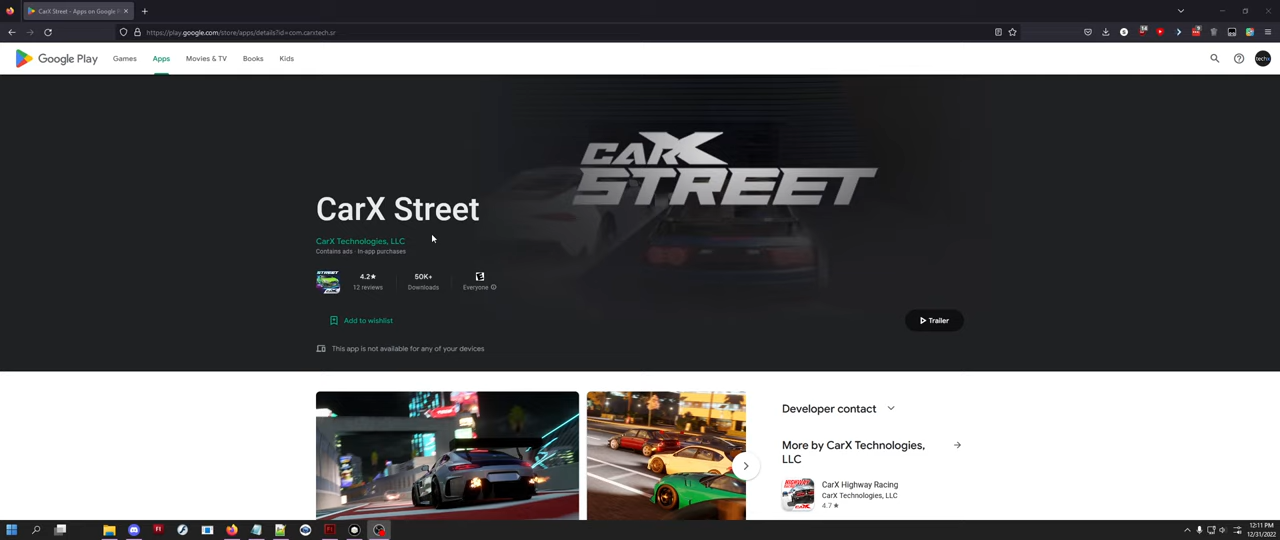 CarX Street - Apps on Google P
https://play.google.com/store/apps/details?id=com.carxtech.sr
14
Google Play
Games
Apps
Movies & TV
Books
Kids
techx
CARX
STREET
CarX Street
CarX Technologies, LLC
Contains ads · In-app purchases
4.2★
12 reviews
50K+
Downloads
E
Everyone
Add to wishlist
Trailer
This app is not available for any of your devices
Developer contact
More by CarX Technologies,
LLC
CarX Highway Racing
CarX Technologies, LLC
4.7★
12:11 PM
12/31/2022